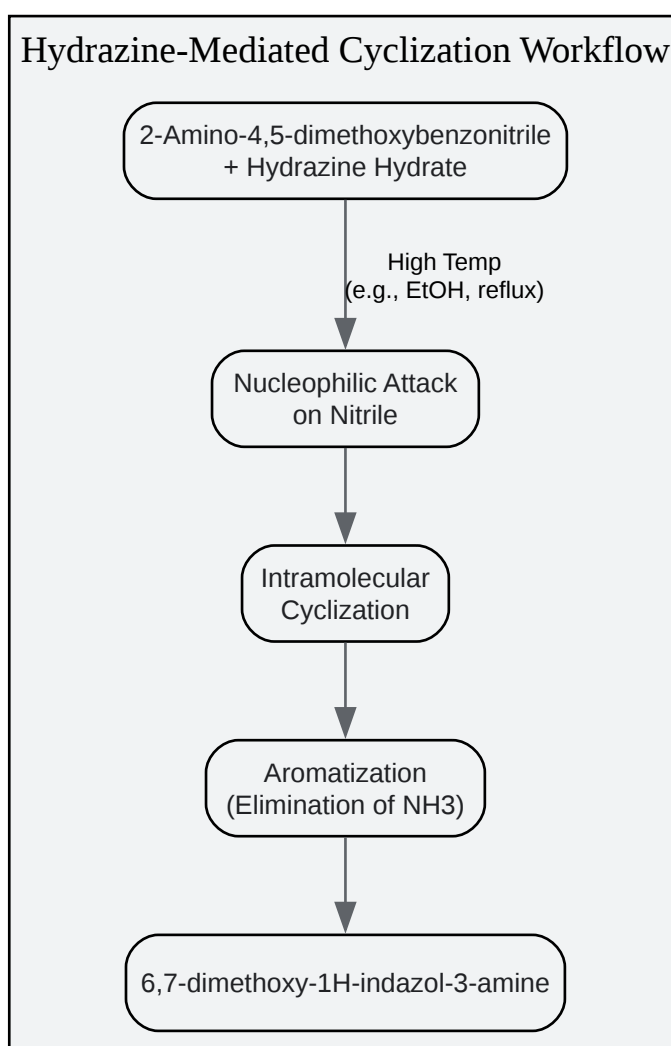 Hydrazine-Mediated Cyclization Workflow
2-Amino-4,5-dimethoxybenzonitrile
+ Hydrazine Hydrate
High Temp
(e.g., EtOH, reflux)
Nucleophilic Attack
on Nitrile
Intramolecular
Cyclization
Aromatization
(Elimination of NH3)
6,7-dimethoxy-1H-indazol-3-amine